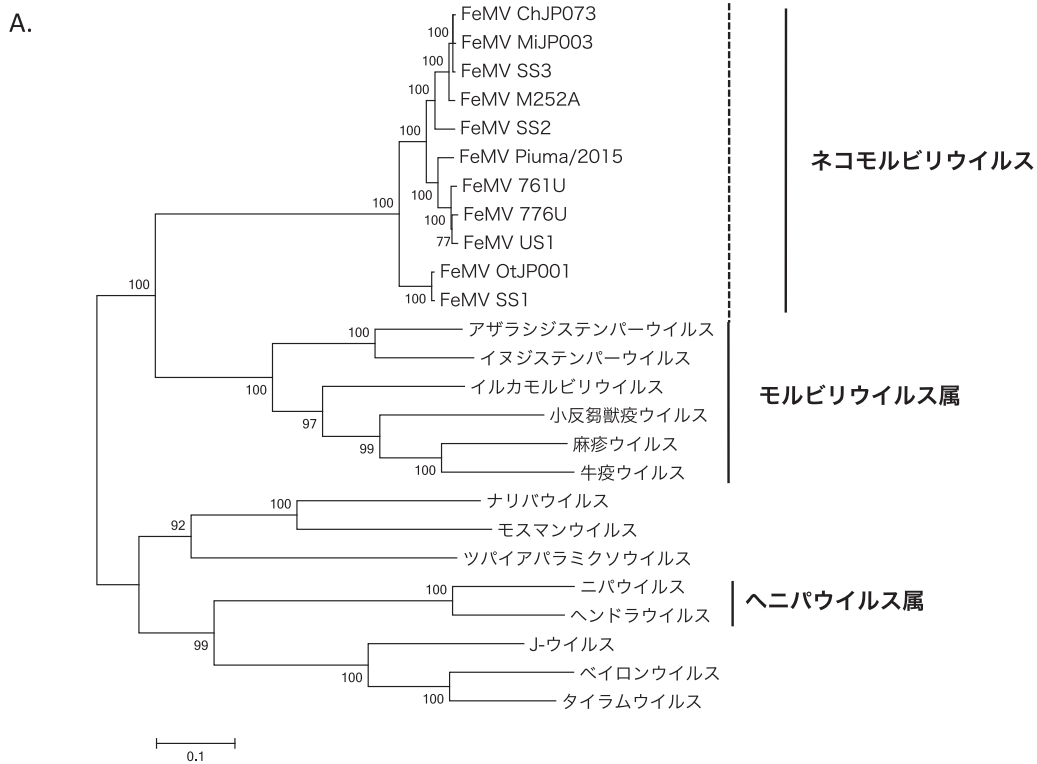 A.
FeMV ChJP073
100
FeMV MiJP003
100
FeMV SS3
100
FeMV M252A
100
FeMV SS2
FeMV Piuma/2015
ネコモルビリウイルス
100
FeMV 761U
100
FeMV 776U
100
77
FeMV US1
FeMV OtJP001
100
FeMV SS1
100
アザラシジステンパーウイルス
100
イヌジステンパーウイルス
100
イルカモルビリウイルス
モルビリウイルス属
97
小反芻獣疫ウイルス
99
麻疹ウイルス
100
牛疫ウイルス
ナリバウイルス
100
92
モスマンウイルス
ツパイアパラミクソウイルス
100
ニパウイルス
ヘニパウイルス属
ヘンドラウイルス
99
J-ウイルス
100
ベイロンウイルス
100
タイラムウイルス
0.1